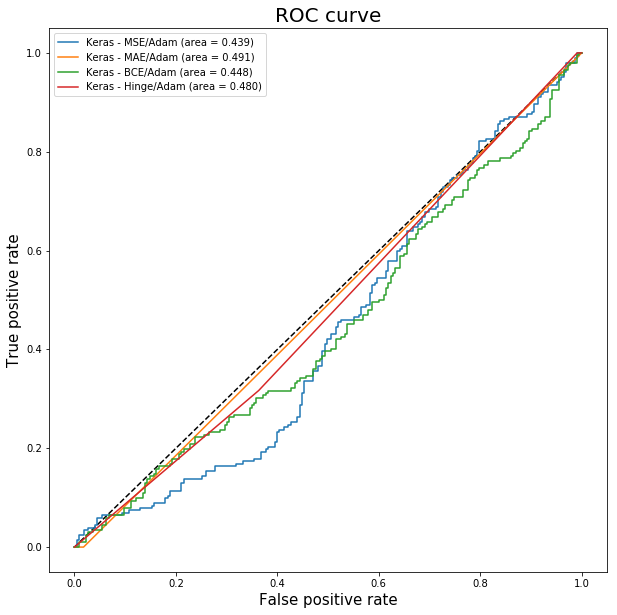 ROC curve
Keras - MSE/Adam (area = 0.439)
Keras - MAE/Adam (area = 0.491)
Keras - BCE/Adam (area = 0.448)
Keras - Hinge/Adam (area = 0.480)
True positive rate
1.0
0.8
0.6
0.4
0.2
0.0
0.0 0.2 0.4 0.6 0.8 1.0
False positive rate